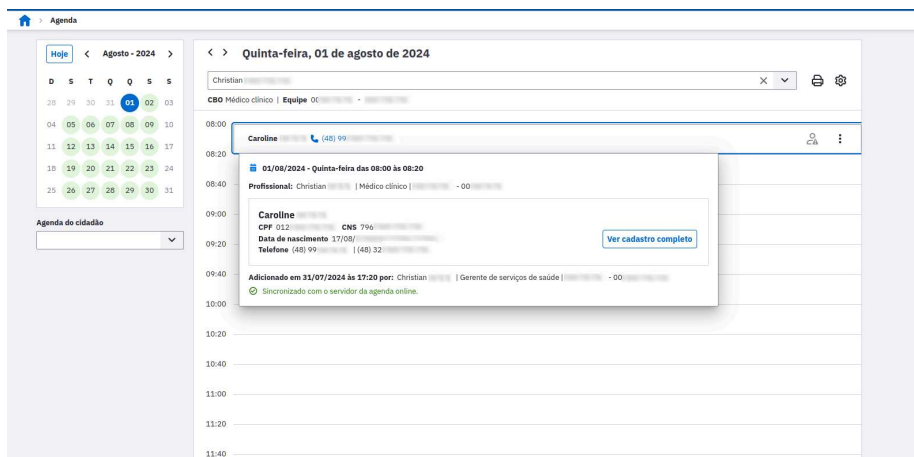 Agenda
Hoje Agosto - 2024
D S T Q Q S S
28 29 30 31 01 02 03
04 05 06 07 08 09 10
11 12 13 14 15 16 17
18 19 20 21 22 23 24
25 26 27 28 29 30 31
Agenda do cidadão
Quinta-feira, 01 de agosto de 2024
Christian
CBO Médico clínico | Equipe 00 -
08:00
Caroline (48) 99
08:20
01/08/2024 - Quinta-feira das 08:00 às 08:20
08:40
Profissional: Christian | Médico clínico | - 00
09:00
Caroline
CPF 012 CNS 796
Data de nascimento 17/08/
Ver cadastro completo
09:20
Telefone (48) 99 | (48) 32
09:40
Adicionado em 31/07/2024 às 17:20 por: Christian | Gerente de serviços de saúde | - 00
Sincronizado com o servidor da agenda online.
10:00
10:20
10:40
11:00
11:20
11:40